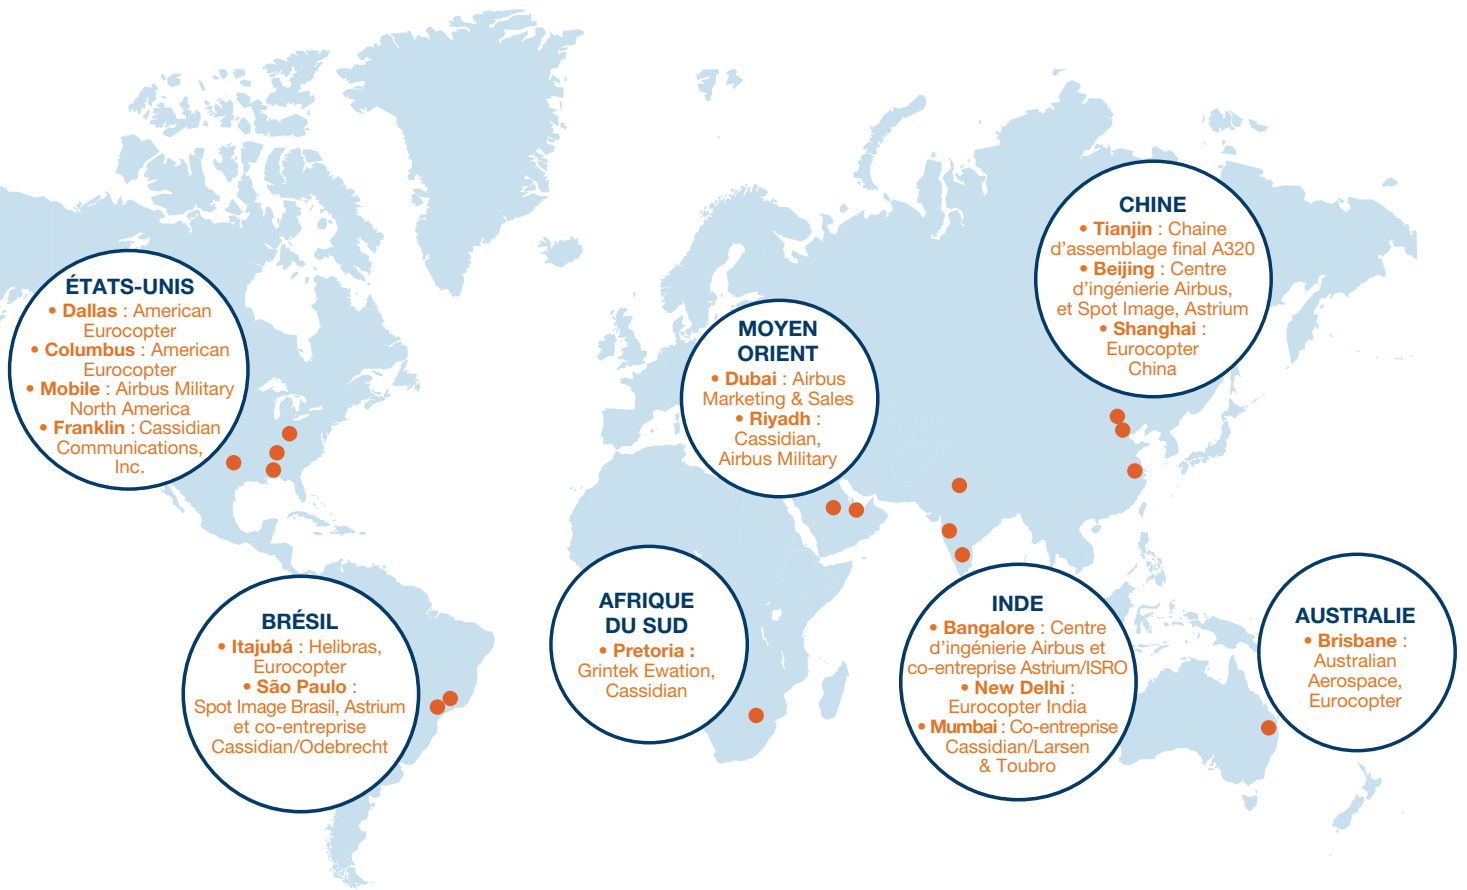 ÉTATS-UNIS
• Dallas : American
Eurocopter
• Columbus : American
Eurocopter
• Mobile : Airbus Military
North America
• Franklin : Cassidian
Communications,
Inc.
BRÉSIL
• Itajubá : Helibras,
Eurocopter
• São Paulo :
Spot Image Brasil, Astrium
et co-entreprise
Cassidian/Odebrecht
MOYEN
ORIENT
• Dubai : Airbus
Marketing & Sales
• Riyadh :
Cassidian,
Airbus Military
AFRIQUE
DU SUD
• Pretoria :
Grintek Ewation,
Cassidian
CHINE
• Tianjin : Chaine
d'assemblage final A320
• Beijing : Centre
d'ingénierie Airbus,
et Spot Image, Astrium
• Shanghai :
Eurocopter
China
INDE
• Bangalore : Centre
d'ingénierie Airbus et
co-entreprise Astrium/ISRO
• New Delhi :
Eurocopter India
• Mumbai : Co-entreprise
Cassidian/Larsen
& Toubro
AUSTRALIE
• Brisbane :
Australian
Aerospace,
Eurocopter